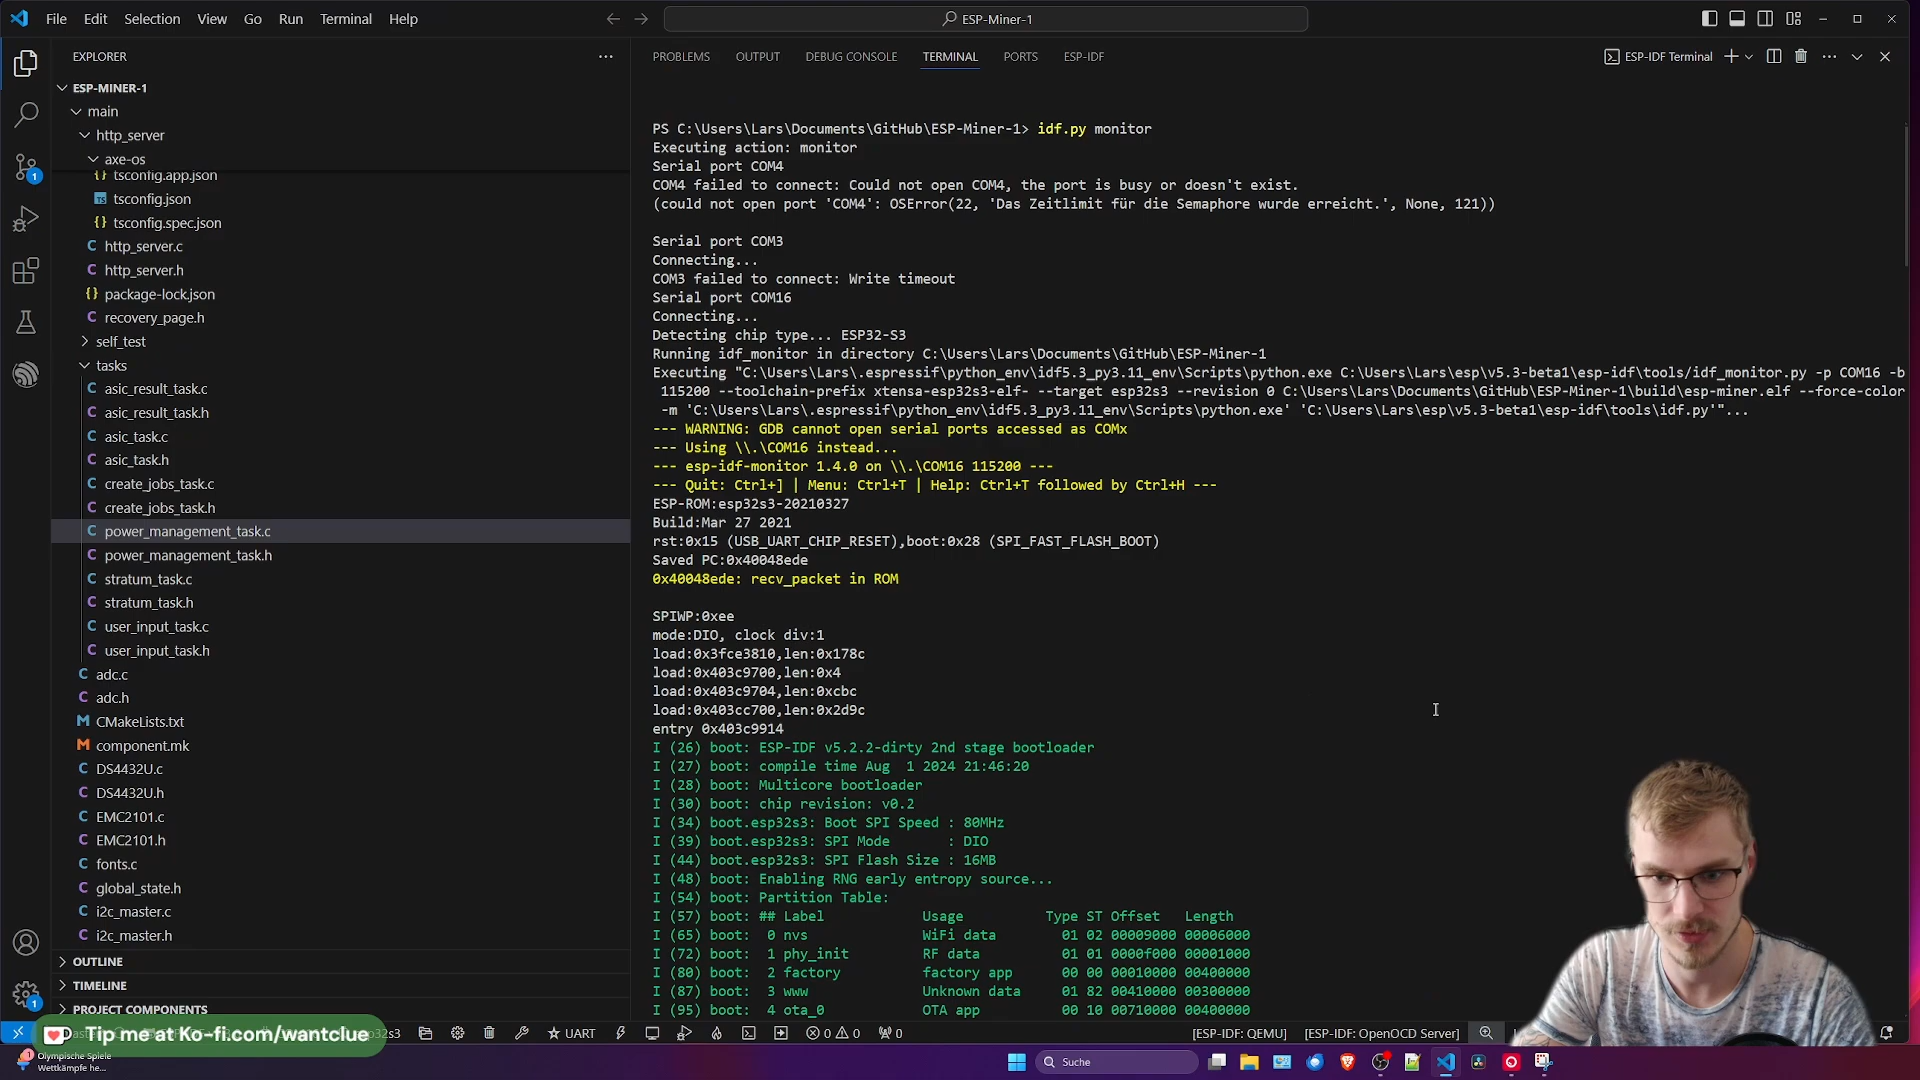 File Edit Selection View Go Run Terminal Help
ESP-Miner-1
EXPLORER
ESP-MINER-1
main
http_server
axe-os
tsconfig.app.json
tsconfig.json
tsconfig.spec.json
http_server.c
http_server.h
package-lock.json
recovery_page.h
self_test
tasks
asic_result_task.c
asic_result_task.h
asic_task.c
asic_task.h
create_jobs_task.c
create_jobs_task.h
power_management_task.c
power_management_task.h
stratum_task.c
stratum_task.h
user_input_task.c
user_input_task.h
adc.c
adc.h
CMakeLists.txt
component.mk
DS4432U.c
DS4432U.h
EMC2101.c
EMC2101.h
fonts.c
global_state.h
i2c_master.c
i2c_master.h
OUTLINE
TIMELINE
PROJECT COMPONENTS
PROBLEMS OUTPUT DEBUG CONSOLE TERMINAL PORTS ESP-IDF
ESP-IDF Terminal
PS C:\Users\Lars\Documents\GitHub\ESP-Miner-1> idf.py monitor
Executing action: monitor
Serial port COM4
COM4 failed to connect: Could not open COM4, the port is busy or doesn't exist.
(could not open port 'COM4': OSError(22, 'Das Zeitlimit für die Semaphore wurde erreicht.', None, 121))
Serial port COM3
Connecting...
COM3 failed to connect: Write timeout
Serial port COM16
Connecting...
Detecting chip type... ESP32-S3
Running idf_monitor in directory C:\Users\Lars\Documents\GitHub\ESP-Miner-1
Executing "C:\Users\Lars\.espressif\python_env\idf5.3_py3.11_env\Scripts\python.exe C:\Users\Lars\esp\v5.3-beta1\esp-idf\tools/idf_monitor.py -p COM16 -b
115200 --toolchain-prefix xtensa-esp32s3-elf- --target esp32s3 --revision 0 C:\Users\Lars\Documents\GitHub\ESP-Miner-1\build\esp-miner.elf --force-color
-m 'C:\Users\Lars\.espressif\python_env\idf5.3_py3.11_env\Scripts\python.exe' 'C:\Users\Lars\esp\v5.3-beta1\esp-idf\tools\idf.py'"...
--- WARNING: GDB cannot open serial ports accessed as COMx
--- Using \\.\COM16 instead...
--- esp-idf-monitor 1.4.0 on \\.\COM16 115200 ---
--- Quit: Ctrl+] | Menu: Ctrl+T | Help: Ctrl+T followed by Ctrl+H ---
ESP-ROM:esp32s3-20210327
Build:Mar 27 2021
rst:0x15 (USB_UART_CHIP_RESET),boot:0x28 (SPI_FAST_FLASH_BOOT)
Saved PC:0x40048ede
0x40048ede: recv_packet in ROM
SPIWP:0xee
mode:DIO, clock div:1
load:0x3fce3810,len:0x178c
load:0x403c9700,len:0x4
load:0x403c9704,len:0xcbc
load:0x403cc700,len:0x2d9c
entry 0x403c9914
I (26) boot: ESP-IDF v5.2.2-dirty 2nd stage bootloader
I (27) boot: compile time Aug  1 2024 21:46:20
I (28) boot: Multicore bootloader
I (30) boot: chip revision: v0.2
I (34) boot.esp32s3: Boot SPI Speed : 80MHz
I (39) boot.esp32s3: SPI Mode       : DIO
I (44) boot.esp32s3: SPI Flash Size : 16MB
I (48) boot: Enabling RNG early entropy source...
I (54) boot: Partition Table:
I (57) boot: ## Label            Usage          Type ST Offset   Length
I (65) boot:  0 nvs              WiFi data        01 02 00009000 00006000
I (72) boot:  1 phy_init         RF data          01 01 0000f000 00001000
I (80) boot:  2 factory          factory app      00 00 00010000 00400000
I (87) boot:  3 www              Unknown data     01 82 00410000 00300000
I (95) boot:  4 ota_0            OTA app          00 10 00710000 00400000
1
1
Tip me at Ko-fi.com/wantclue
UART
0 0
0
[ESP-IDF: QEMU] [ESP-IDF: OpenOCD Server]
1
Olympische Spiele
Wettkämpfe he...
Suche